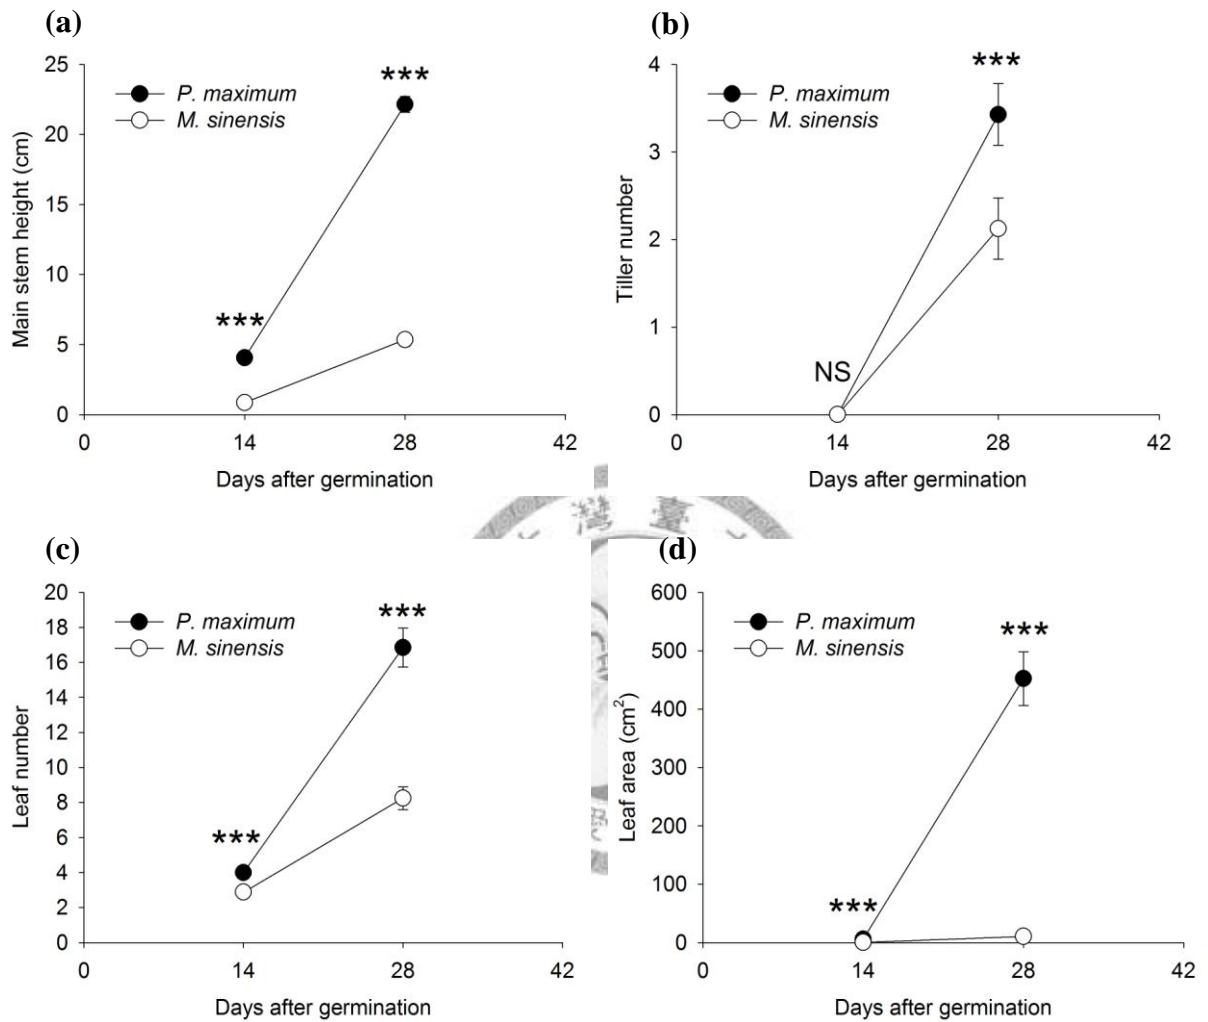 (a)
25
20
15
10
5
0
Main stem height (cm)
P. maximum
M. sinensis
***
***
0 14 28 42
Days after germination
(b)
4
3
2
1
0
Tiller number
P. maximum
M. sinensis
***
NS
0 14 28 42
Days after germination
(c)
20
18
16
14
12
10
8
6
4
2
0
Leaf number
P. maximum
M. sinensis
***
***
0 14 28 42
Days after germination
(d)
600
500
400
300
200
100
0
Leaf area (cm²)
P. maximum
M. sinensis
***
***
0 14 28 42
Days after germination